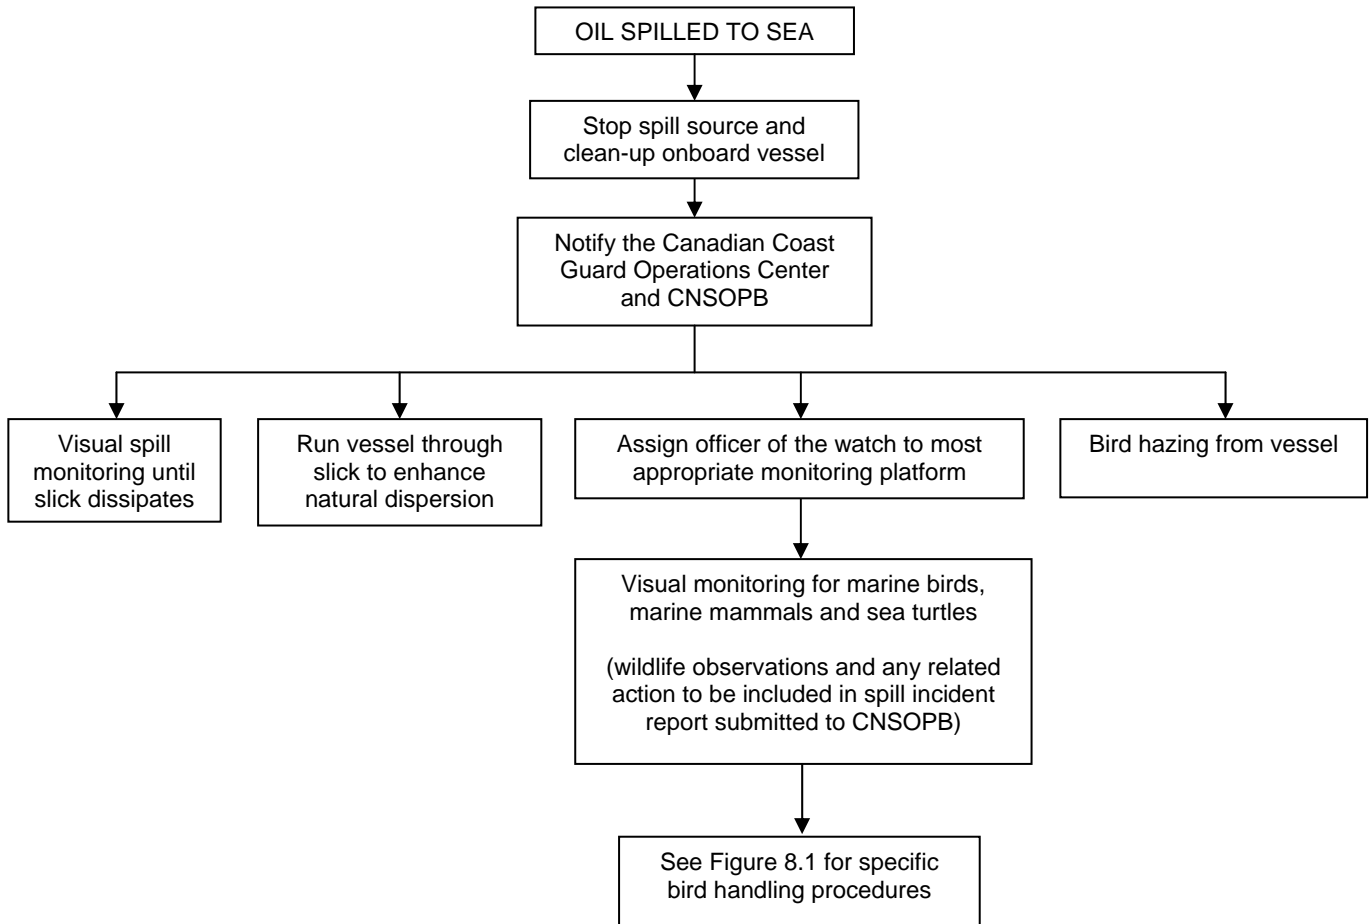 OIL SPILLED TO SEA
Stop spill source and
clean-up onboard vessel
Notify the Canadian Coast
Guard Operations Center
and CNSOPB
Visual spill
monitoring until
slick dissipates
Run vessel through
slick to enhance
natural dispersion
Assign officer of the watch to most
appropriate monitoring platform
Bird hazing from vessel
Visual monitoring for marine birds,
marine mammals and sea turtles
(wildlife observations and any related
action to be included in spill incident
report submitted to CNSOPB)
See Figure 8.1 for specific
bird handling procedures